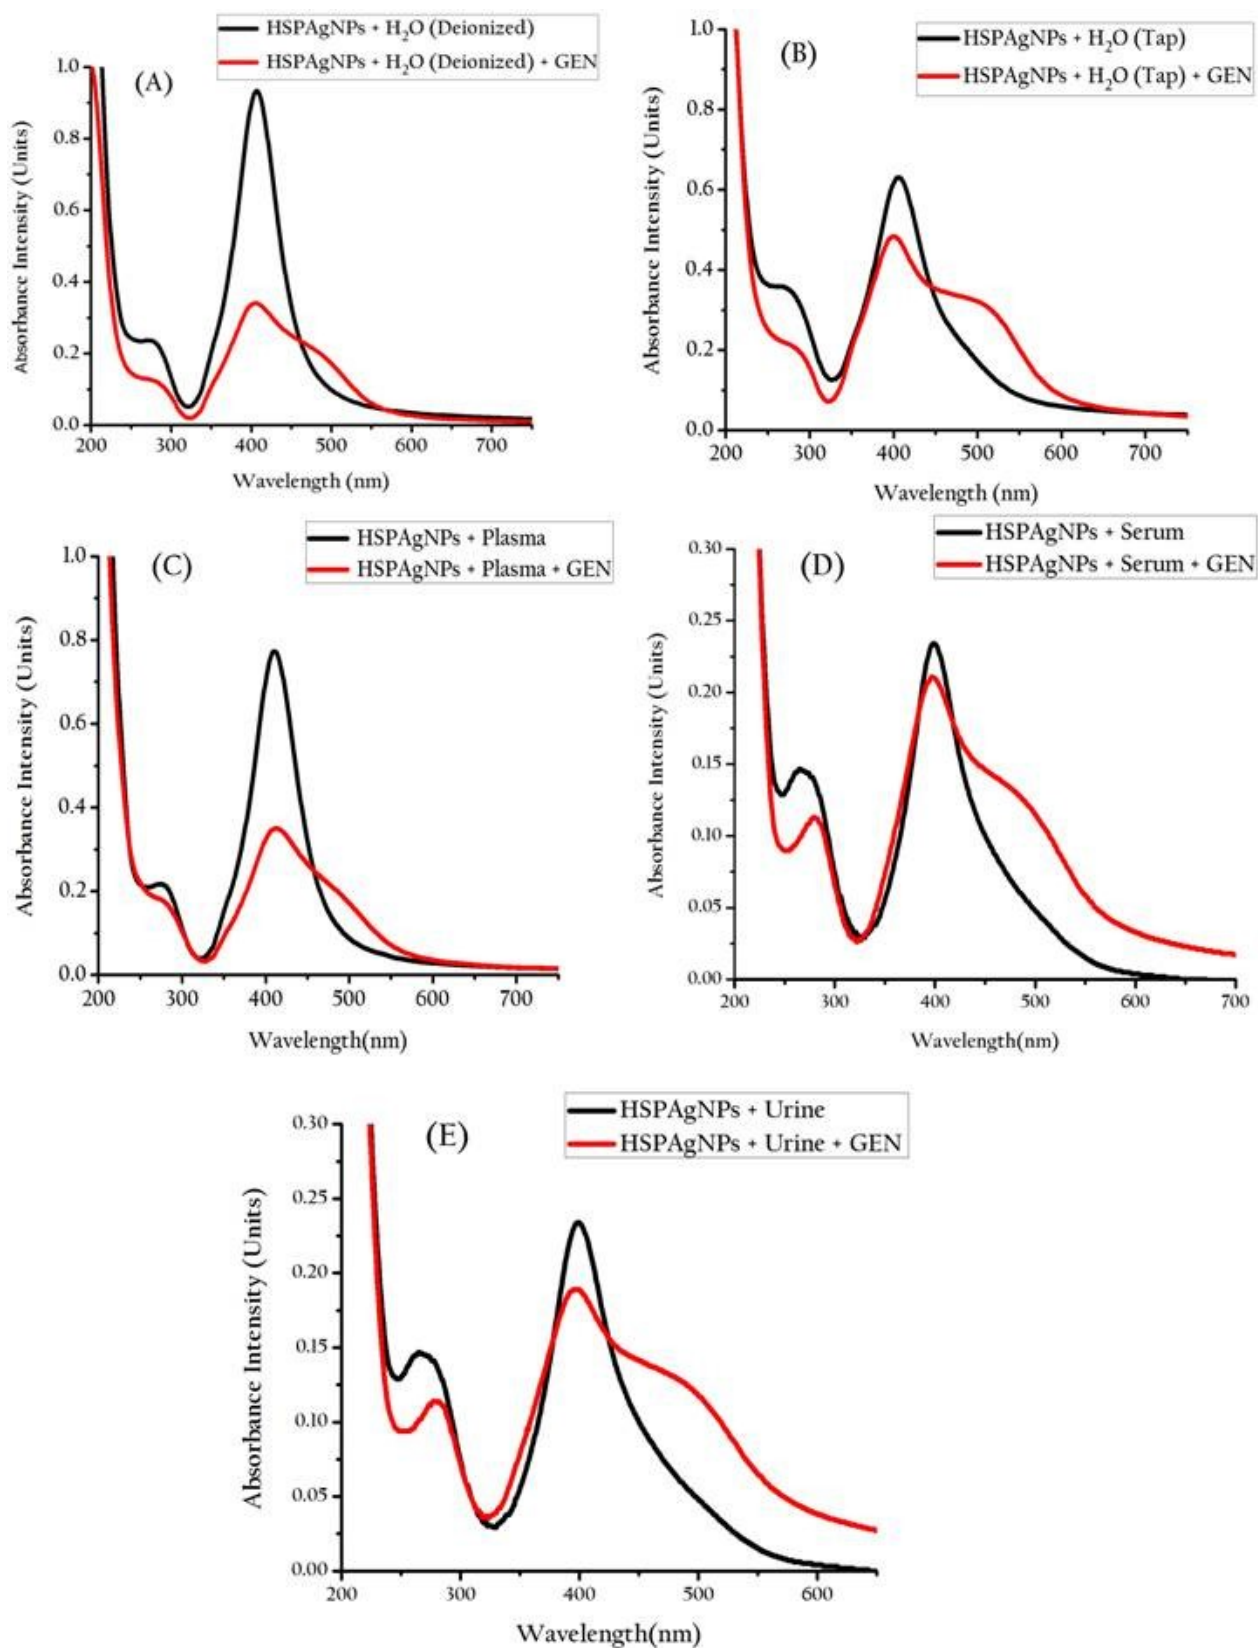 HSPAgNPs + H₂O (Deionized)
HSPAgNPs + H₂O (Deionized) + GEN
(A)
Absorbance Intensity (Units)
1.0
0.8
0.6
0.4
0.2
0.0
200 300 400 500 600 700
Wavelength (nm)
HSPAgNPs + H₂O (Tap)
HSPAgNPs + H₂O (Tap) + GEN
(B)
Absorbance Intensity (Units)
1.0
0.8
0.6
0.4
0.2
0.0
200 300 400 500 600 700
Wavelength (nm)
HSPAgNPs + Plasma
HSPAgNPs + Plasma + GEN
(C)
Absorbance Intensity (Units)
1.0
0.8
0.6
0.4
0.2
0.0
200 300 400 500 600 700
Wavelength(nm)
HSPAgNPs + Serum
HSPAgNPs + Serum + GEN
(D)
Absorbance Intensity (Units)
0.30
0.25
0.20
0.15
0.10
0.05
0.00
200 300 400 500 600 700
Wavelength(nm)
HSPAgNPs + Urine
HSPAgNPs + Urine + GEN
(E)
Absorbance Intensity (Units)
0.30
0.25
0.20
0.15
0.10
0.05
0.00
200 300 400 500 600
Wavelength(nm)